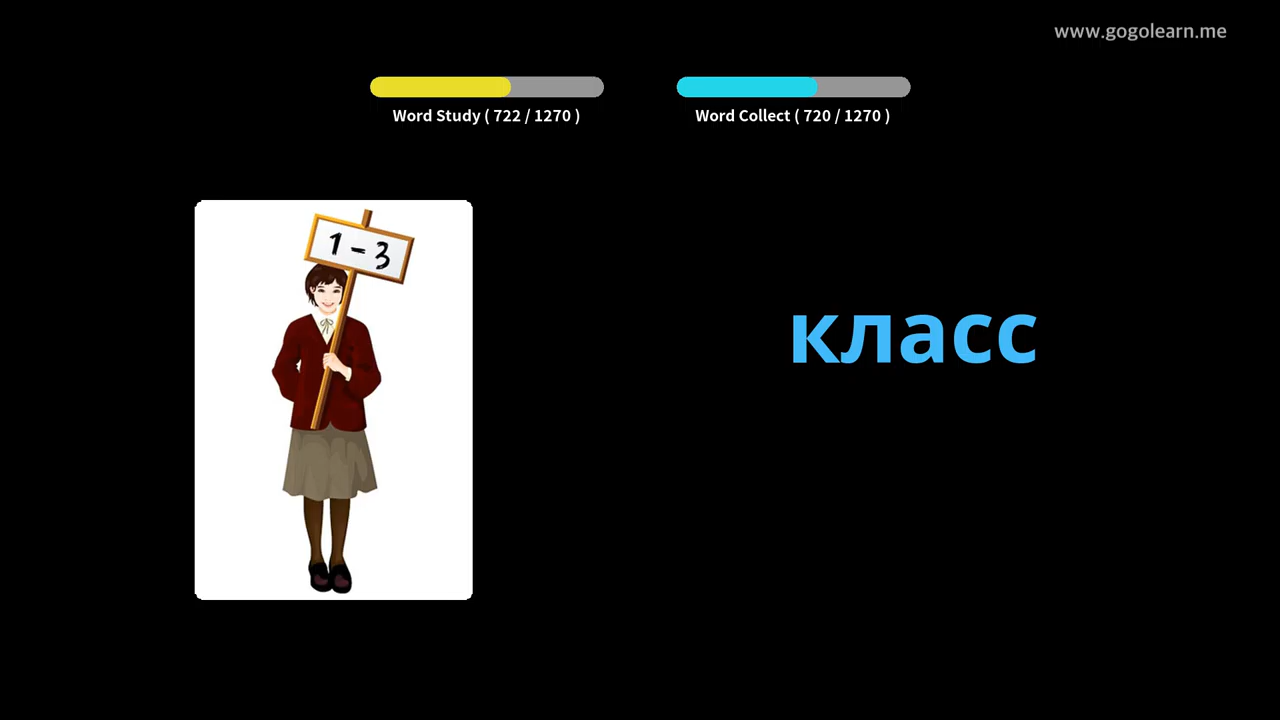 www.gogolearn.me
Word Study ( 722 / 1270 )
Word Collect ( 720 / 1270 )
1 - 3
класс